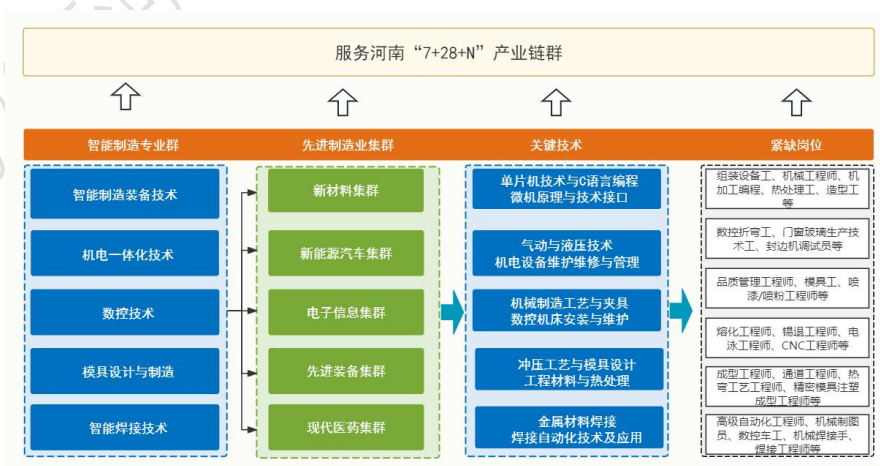 服务河南“7+28+N”产业链群
智能制造专业群
先进制造业集群
关键技术
紧缺岗位
智能制造装备技术
机电一体化技术
数控技术
模具设计与制造
智能焊接技术
新材料集群
新能源汽车集群
电子信息集群
先进装备集群
现代医药集群
单片机技术与C语言编程
微机原理与技术接口
气动与液压技术
机电设备维护维修与管理
机械制造工艺与夹具
数控机床安装与维护
冲压工艺与模具设计
工程材料与热处理
金属材料焊接
焊接自动化技术及应用
组装设备工、机械工程师、机
加工编程、热处理工、造型工
等
数控折弯工、门窗玻璃生产技
术工、封边机调试员等
品质管理工程师、模具工、喷
漆/喷粉工程师等
熔化工程师、锡退工程师、电
泳工程师、CNC工程师等
成型工程师、通道工程师、热
弯工艺工程师、精密模具注塑
成型工程师等
高级自动化工程师、机械制图
员、数控车工、机械焊接手、
焊接工程师等